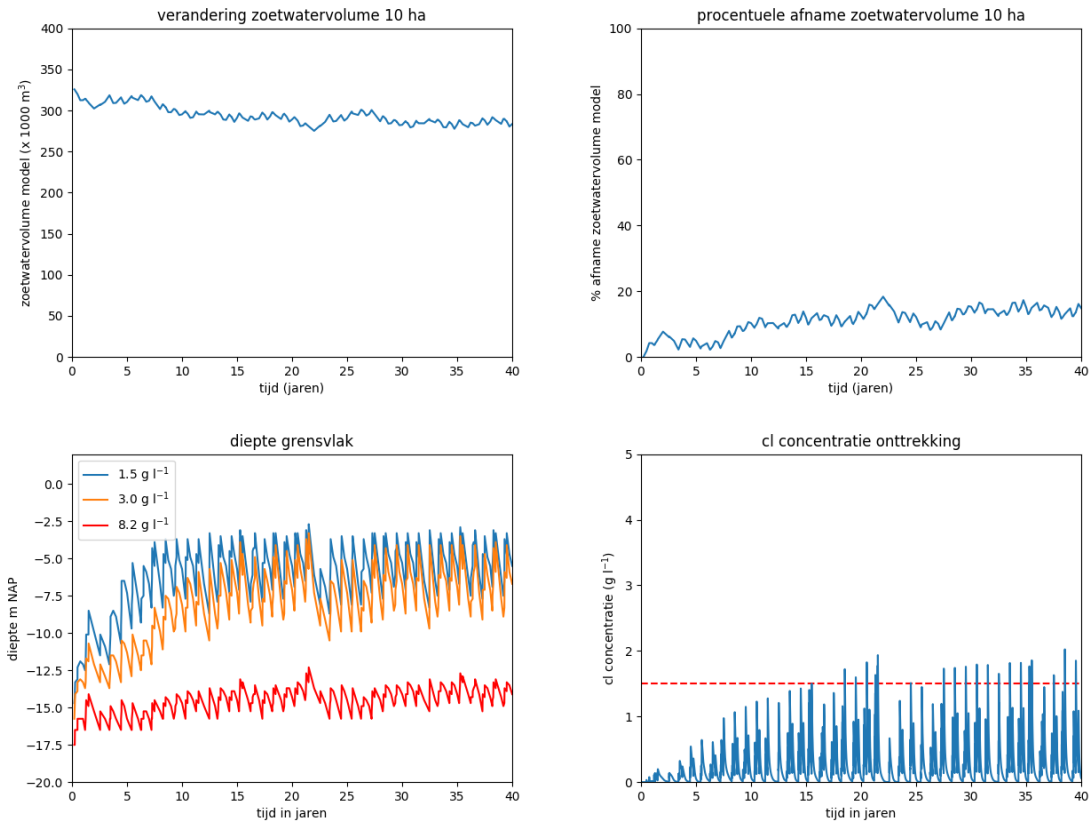 verandering zoetwatervolume 10 ha
400
350
300
250
200
150
100
50
0
zoetwatervolume model (x 1000 m³)
0 5 10 15 20 25 30 35 40
tijd (jaren)
procentuele afname zoetwatervolume 10 ha
100
80
60
40
20
0
% afname zoetwatervolume model
0 5 10 15 20 25 30 35 40
tijd (jaren)
diepte grensvlak
1.5 g l⁻¹
3.0 g l⁻¹
8.2 g l⁻¹
0.0
−2.5
−5.0
−7.5
−10.0
−12.5
−15.0
−17.5
−20.0
diepte m NAP
0 5 10 15 20 25 30 35 40
tijd in jaren
cl concentratie onttrekking
5
4
3
2
1
0
cl concentratie (g l⁻¹)
0 5 10 15 20 25 30 35 40
tijd in jaren